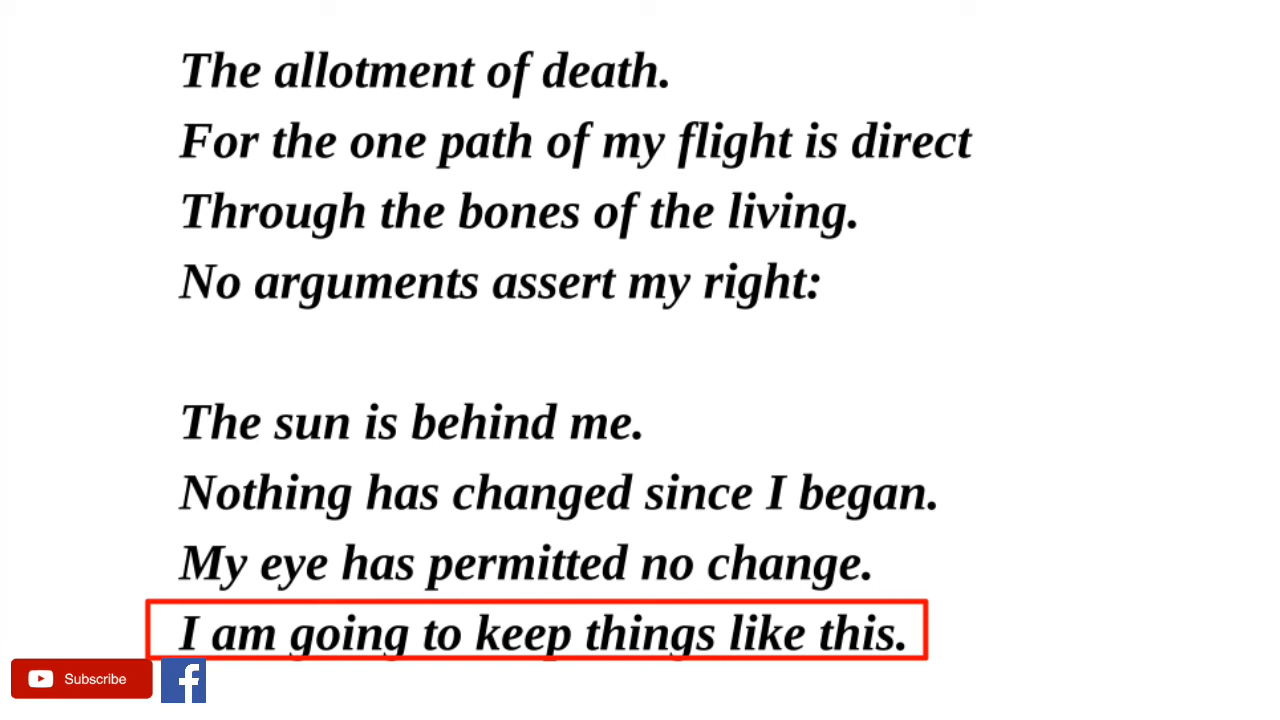 The allotment of death.
For the one path of my flight is direct
Through the bones of the living.
No arguments assert my right:
The sun is behind me.
Nothing has changed since I began.
My eye has permitted no change.
I am going to keep things like this.
Subscribe
f